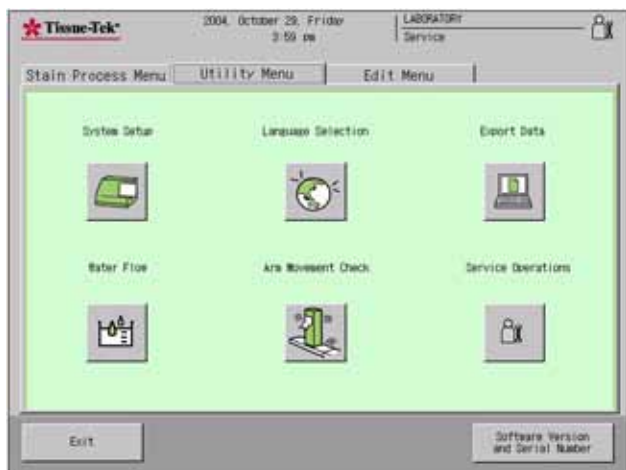 Tissue-Tek
2004, October 29, Friday
3:59 pm
LABORATORY
Service
Stain Process Menu
Utility Menu
Edit Menu
System Setup
Language Selection
Export Data
Water Flow
Arm Movement Check
Service Operations
Exit
Software Version
and Serial Number